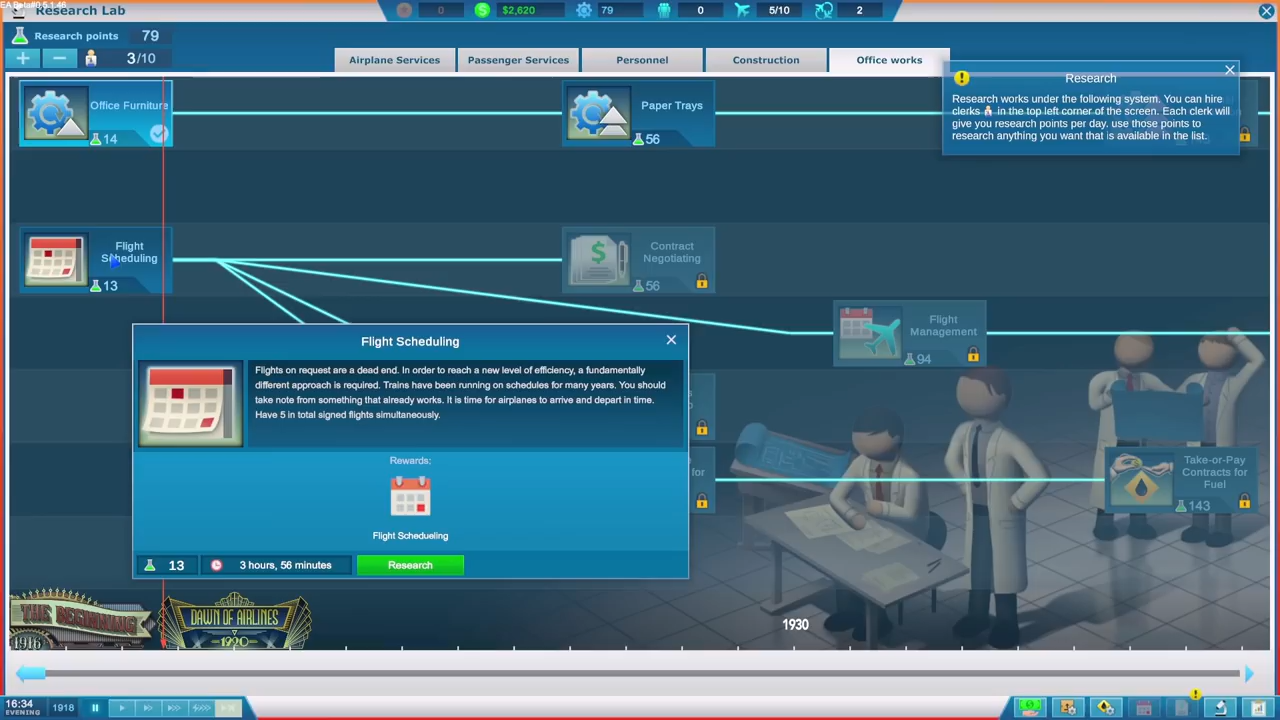 EA Beta#0.5.1.46
Research Lab
0
$2,620
79
0
5/10
2
Research points 79
3/10
Airplane Services
Passenger Services
Personnel
Construction
Office works
Research
Research works under the following system. You can hire
clerks in the top left corner of the screen. Each clerk will
give you research points per day. use those points to
research anything you want that is available in the list.
Office Furniture
14
Paper Trays
56
Flight
Scheduling
13
Contract
Negotiating
56
Flight
Management
94
for
Take-or-Pay
Contracts for
Fuel
143
Flight Scheduling
Flights on request are a dead end. In order to reach a new level of efficiency, a fundamentally
different approach is required. Trains have been running on schedules for many years. You should
take note from something that already works. It is time for airplanes to arrive and depart in time.
Have 5 in total signed flights simultaneously.
Rewards:
Flight Schedueling
13
3 hours, 56 minutes
Research
THE BEGINNING
1916
DAWN OF AIRLINES
1920
1930
16:34
EVENING
1918